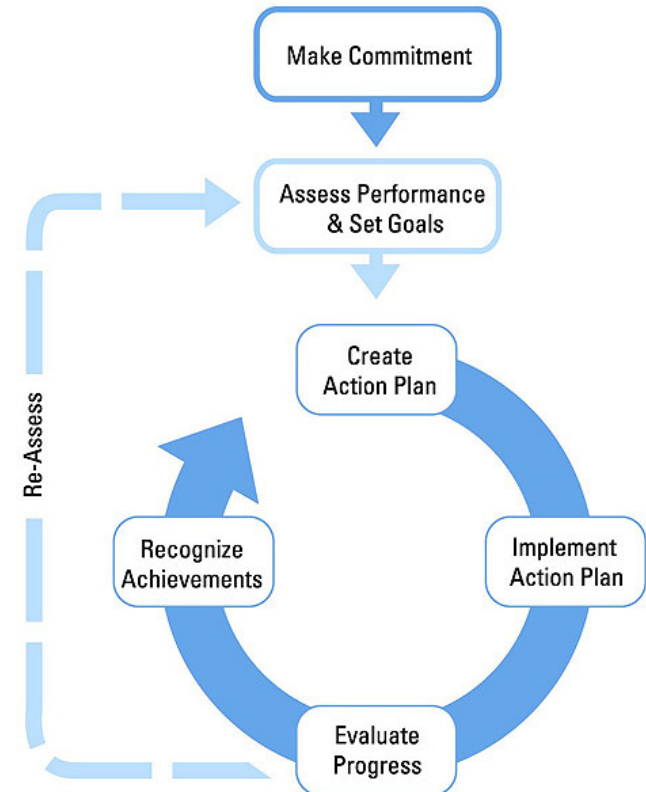 Make Commitment
Assess Performance
& Set Goals
Create
Action Plan
Re-Assess
Recognize
Achievements
Implement
Action Plan
Evaluate
Progress